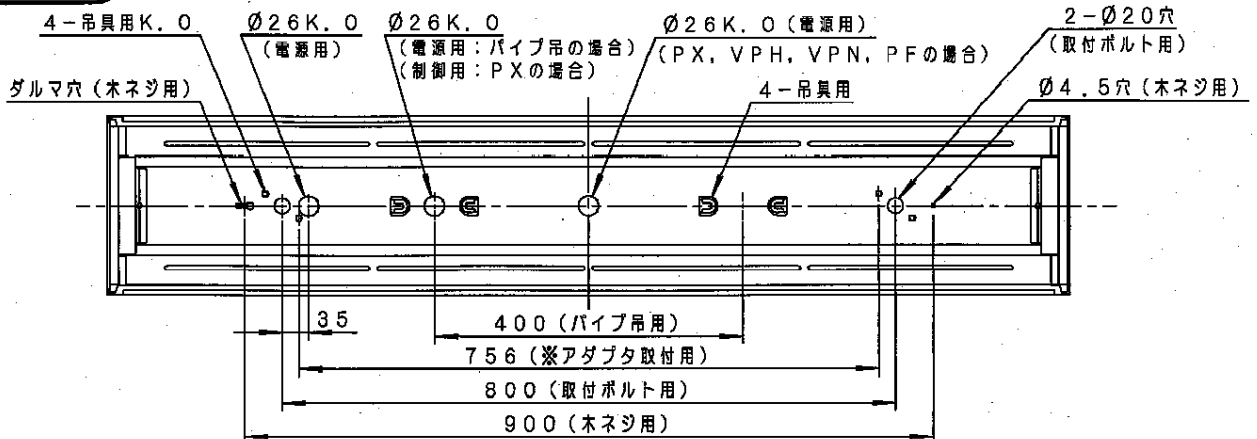 4-吊具用K.O
Ø26K.O
(電源用)
Ø26K.O
(電源用:パイプ吊の場合)
(制御用:PXの場合)
Ø26K.O(電源用)
(PX,VPH,VPN,PFの場合)
2-Ø20穴
(取付ボルト用)
ダルマ穴(木ネジ用)
4-吊具用
Ø4.5穴(木ネジ用)
35
400(パイプ吊用)
756(※アダプタ取付用)
800(取付ボルト用)
900(木ネジ用)